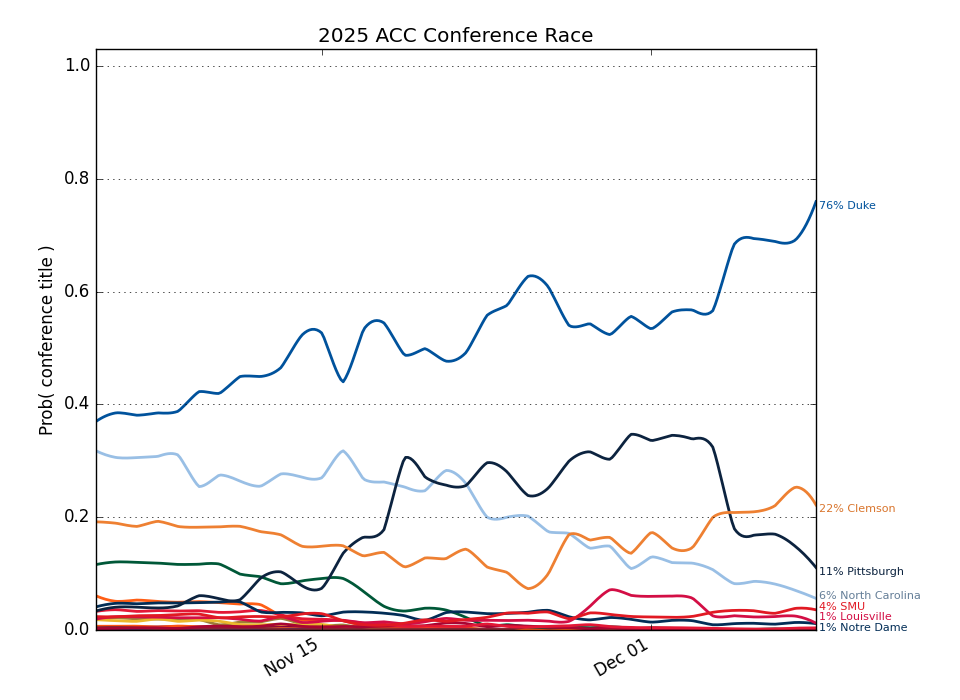 2025 ACC Conference Race
Prob( conference title )
1.0
0.8
0.6
0.4
0.2
0.0
Nov 15
Dec 01
76% Duke
22% Clemson
11% Pittsburgh
6% North Carolina
4% SMU
1% Louisville
1% Notre Dame